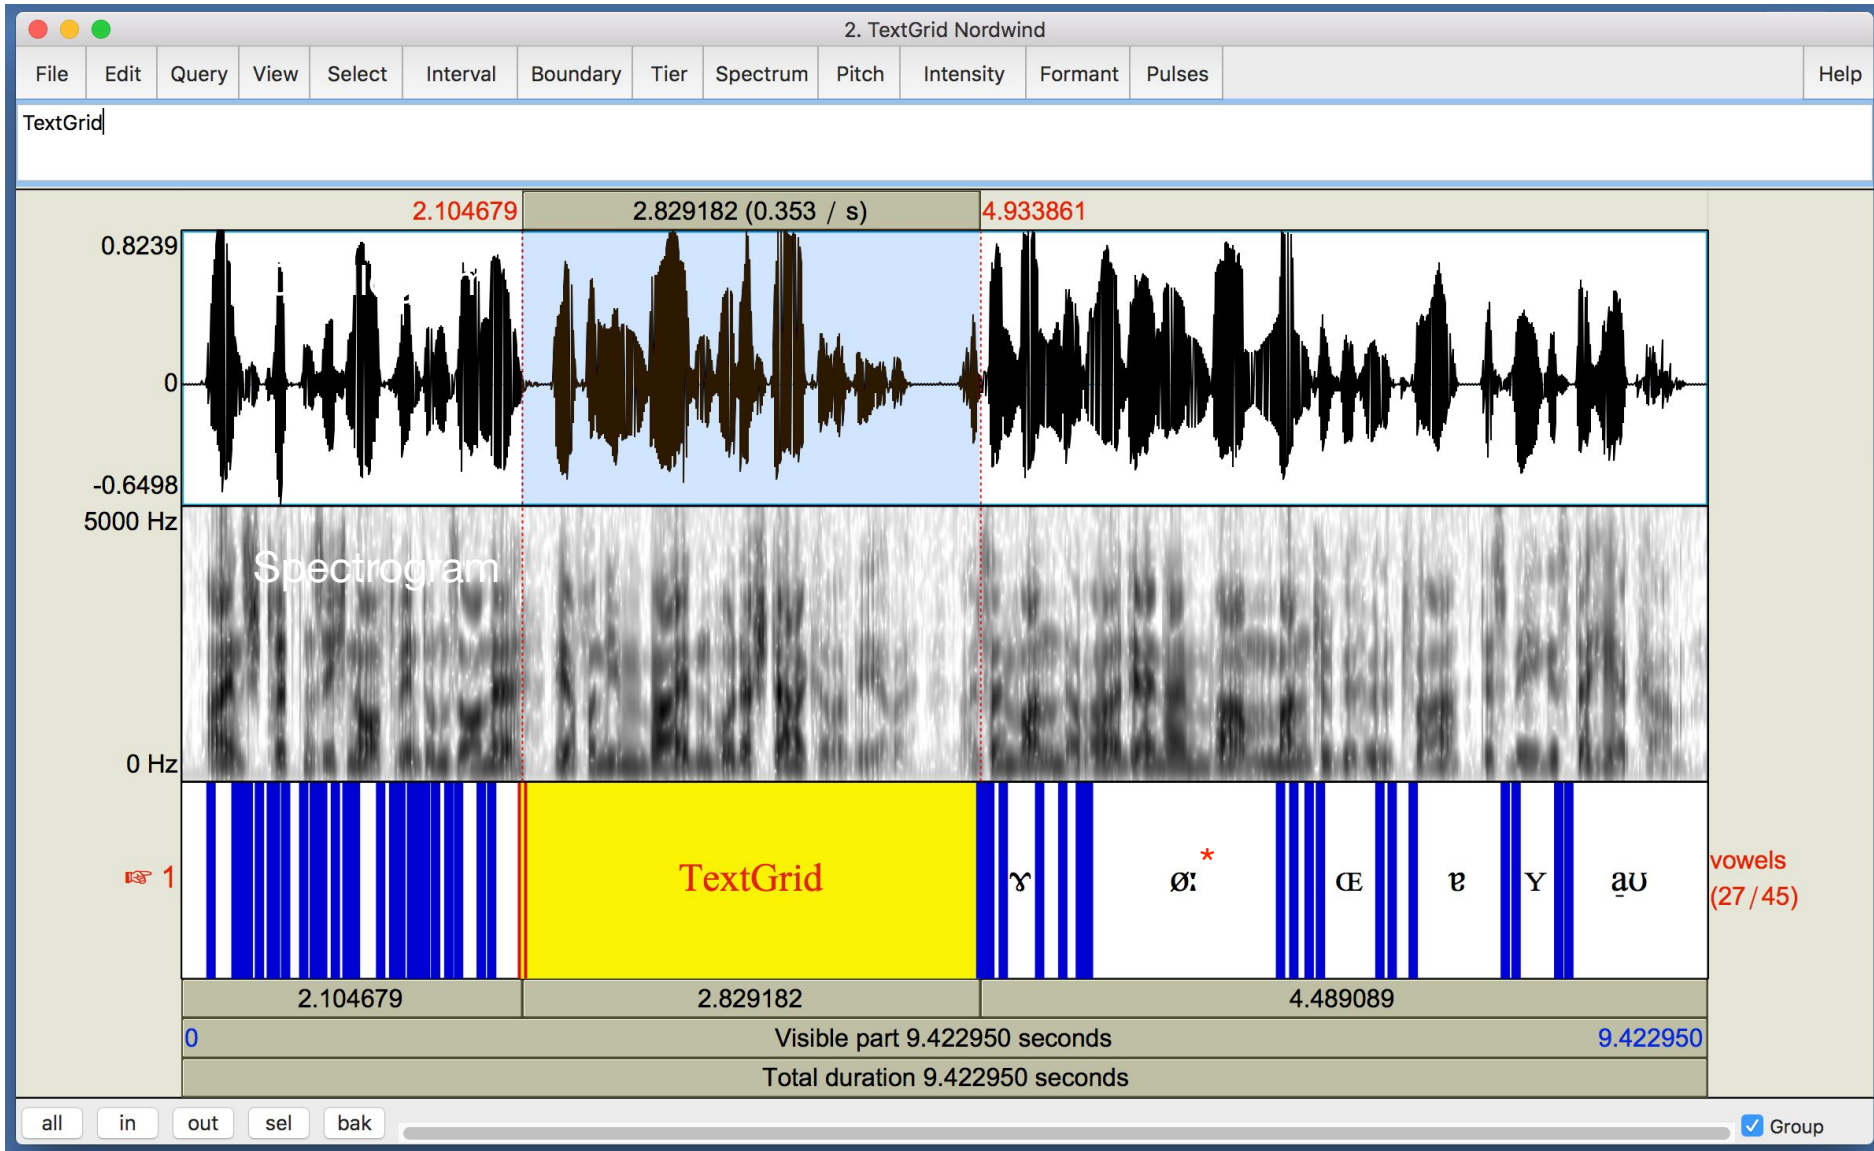 2. TextGrid Nordwind
File Edit Query View Select Interval Boundary Tier Spectrum Pitch Intensity Formant Pulses Help
TextGrid
2.104679 2.829182 (0.353 / s) 4.933861
0.8239
0
-0.6498
5000 Hz
Spectrogram
0 Hz
☞ 1 TextGrid ɤ øː* Œ ɐ ʏ a̠ʊ vowels
(27/45)
2.104679 2.829182 4.489089
0 Visible part 9.422950 seconds 9.422950
Total duration 9.422950 seconds
all in out sel bak Group